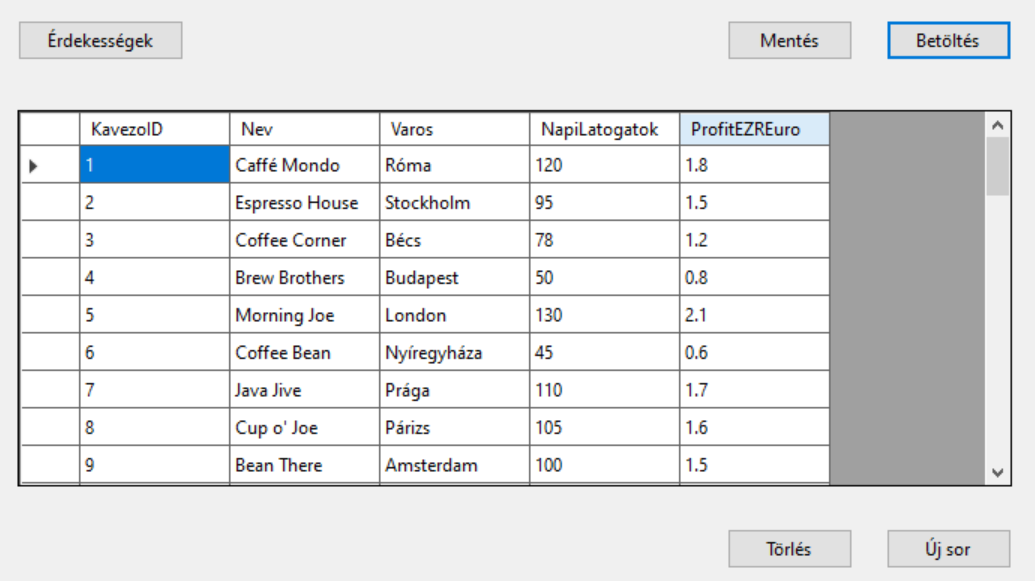 Érdekességek Mentés Betöltés
KavezoID Nev Varos NapiLatogatok ProfitEZREuro
1 Caffé Mondo Róma 120 1.8
2 Espresso House Stockholm 95 1.5
3 Coffee Corner Bécs 78 1.2
4 Brew Brothers Budapest 50 0.8
5 Morning Joe London 130 2.1
6 Coffee Bean Nyíregyháza 45 0.6
7 Java Jive Prága 110 1.7
8 Cup o' Joe Párizs 105 1.6
9 Bean There Amsterdam 100 1.5
Törlés Új sor